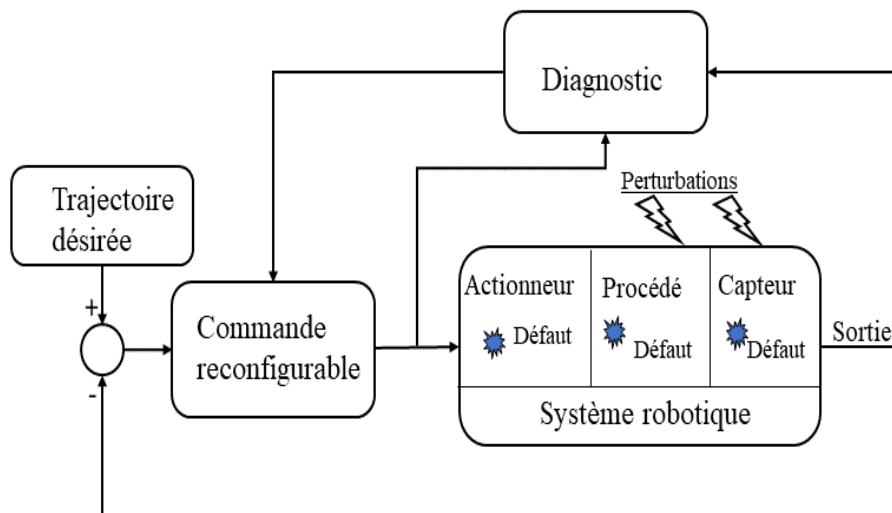 Diagnostic
Perturbations
Trajectoire
désirée
+
-
Commande
reconfigurable
Actionneur
Défaut
Procédé
Défaut
Capteur
Défaut
Sortie
Système robotique